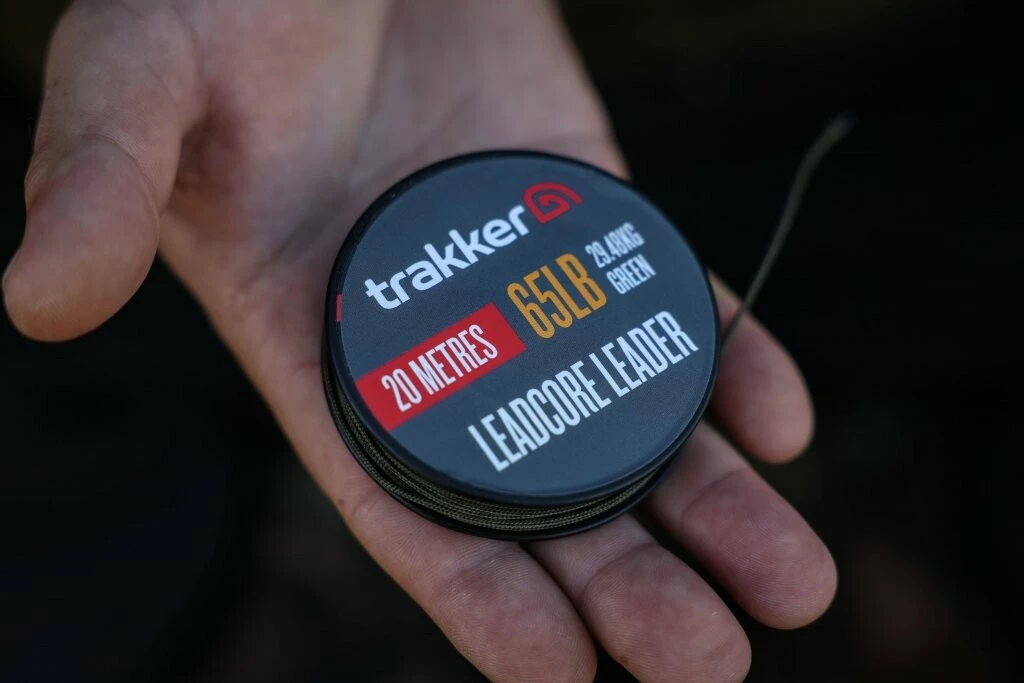 trakker
20 METRES
65LB
29.48KG
GREEN
LEADCORE LEADER